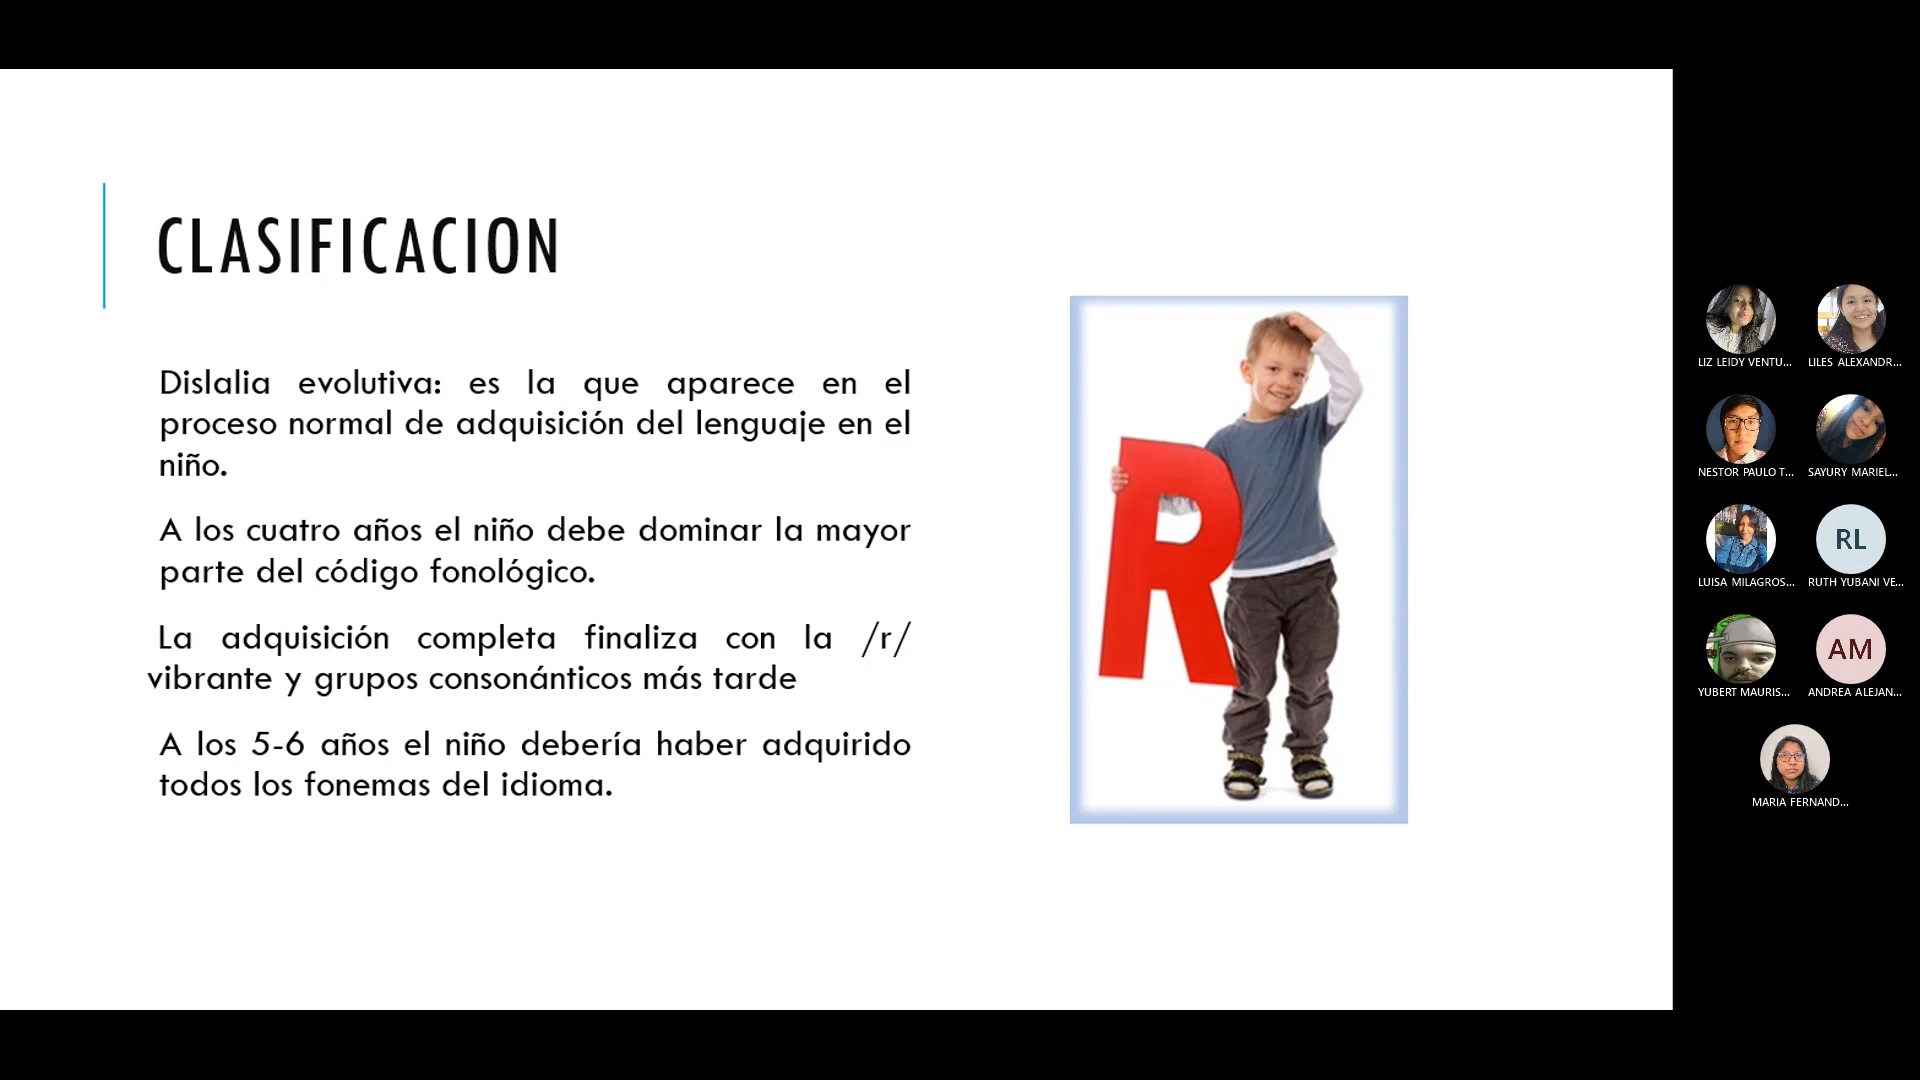 CLASIFICACION
Dislalia evolutiva: es la que aparece en el
proceso normal de adquisición del lenguaje en el
niño.
A los cuatro años el niño debe dominar la mayor
parte del código fonológico.
La adquisición completa finaliza con la /r/
vibrante y grupos consonánticos más tarde
A los 5-6 años el niño debería haber adquirido
todos los fonemas del idioma.
R
LIZ LEIDY VENTU...
LILES ALEXANDR...
NESTOR PAULO T...
SAYURY MARIEL...
LUISA MILAGROS...
RL
RUTH YUBANI VE...
YUBERT MAURIS...
AM
ANDREA ALEJAN...
MARIA FERNAND...